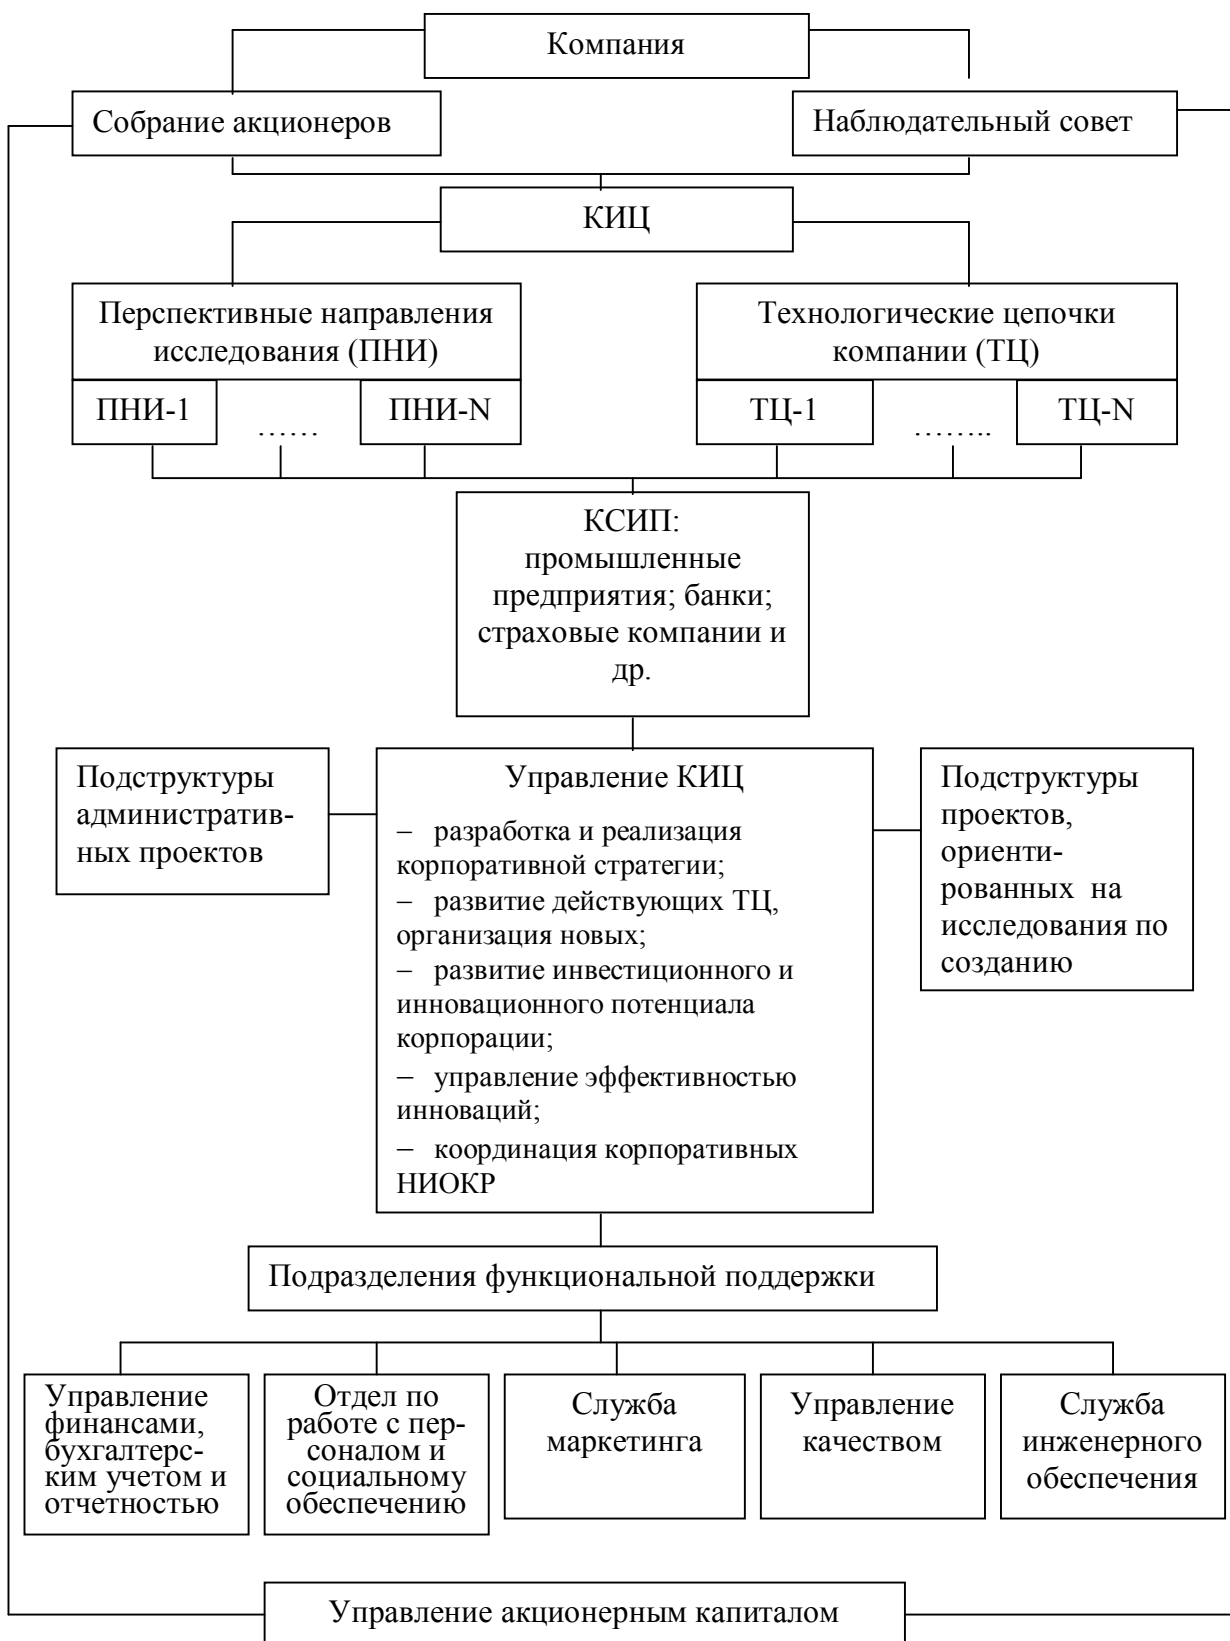 Компания
Собрание акционеров
Наблюдательный совет
КИЦ
Перспективные направления
исследования (ПНИ)
Технологические цепочки
компании (ТЦ)
ПНИ-1
……
ПНИ-N
ТЦ-1
……..
ТЦ-N
КСИП:
промышленные
предприятия; банки;
страховые компании и
др.
Подструктуры
административ-
ных проектов
Управление КИЦ
– разработка и реализация
корпоративной стратегии;
– развитие действующих ТЦ,
организация новых;
– развитие инвестиционного и
инновационного потенциала
корпорации;
– управление эффективностью
инноваций;
– координация корпоративных
НИОКР
Подструктуры
проектов,
ориенти-
рованных на
исследования по
созданию
Подразделения функциональной поддержки
Управление
финансами,
бухгалтерс-
ким учетом и
отчетностью
Отдел по
работе с пер-
соналом и
социальному
обеспечению
Служба
маркетинга
Управление
качеством
Служба
инженерного
обеспечения
Управление акционерным капиталом